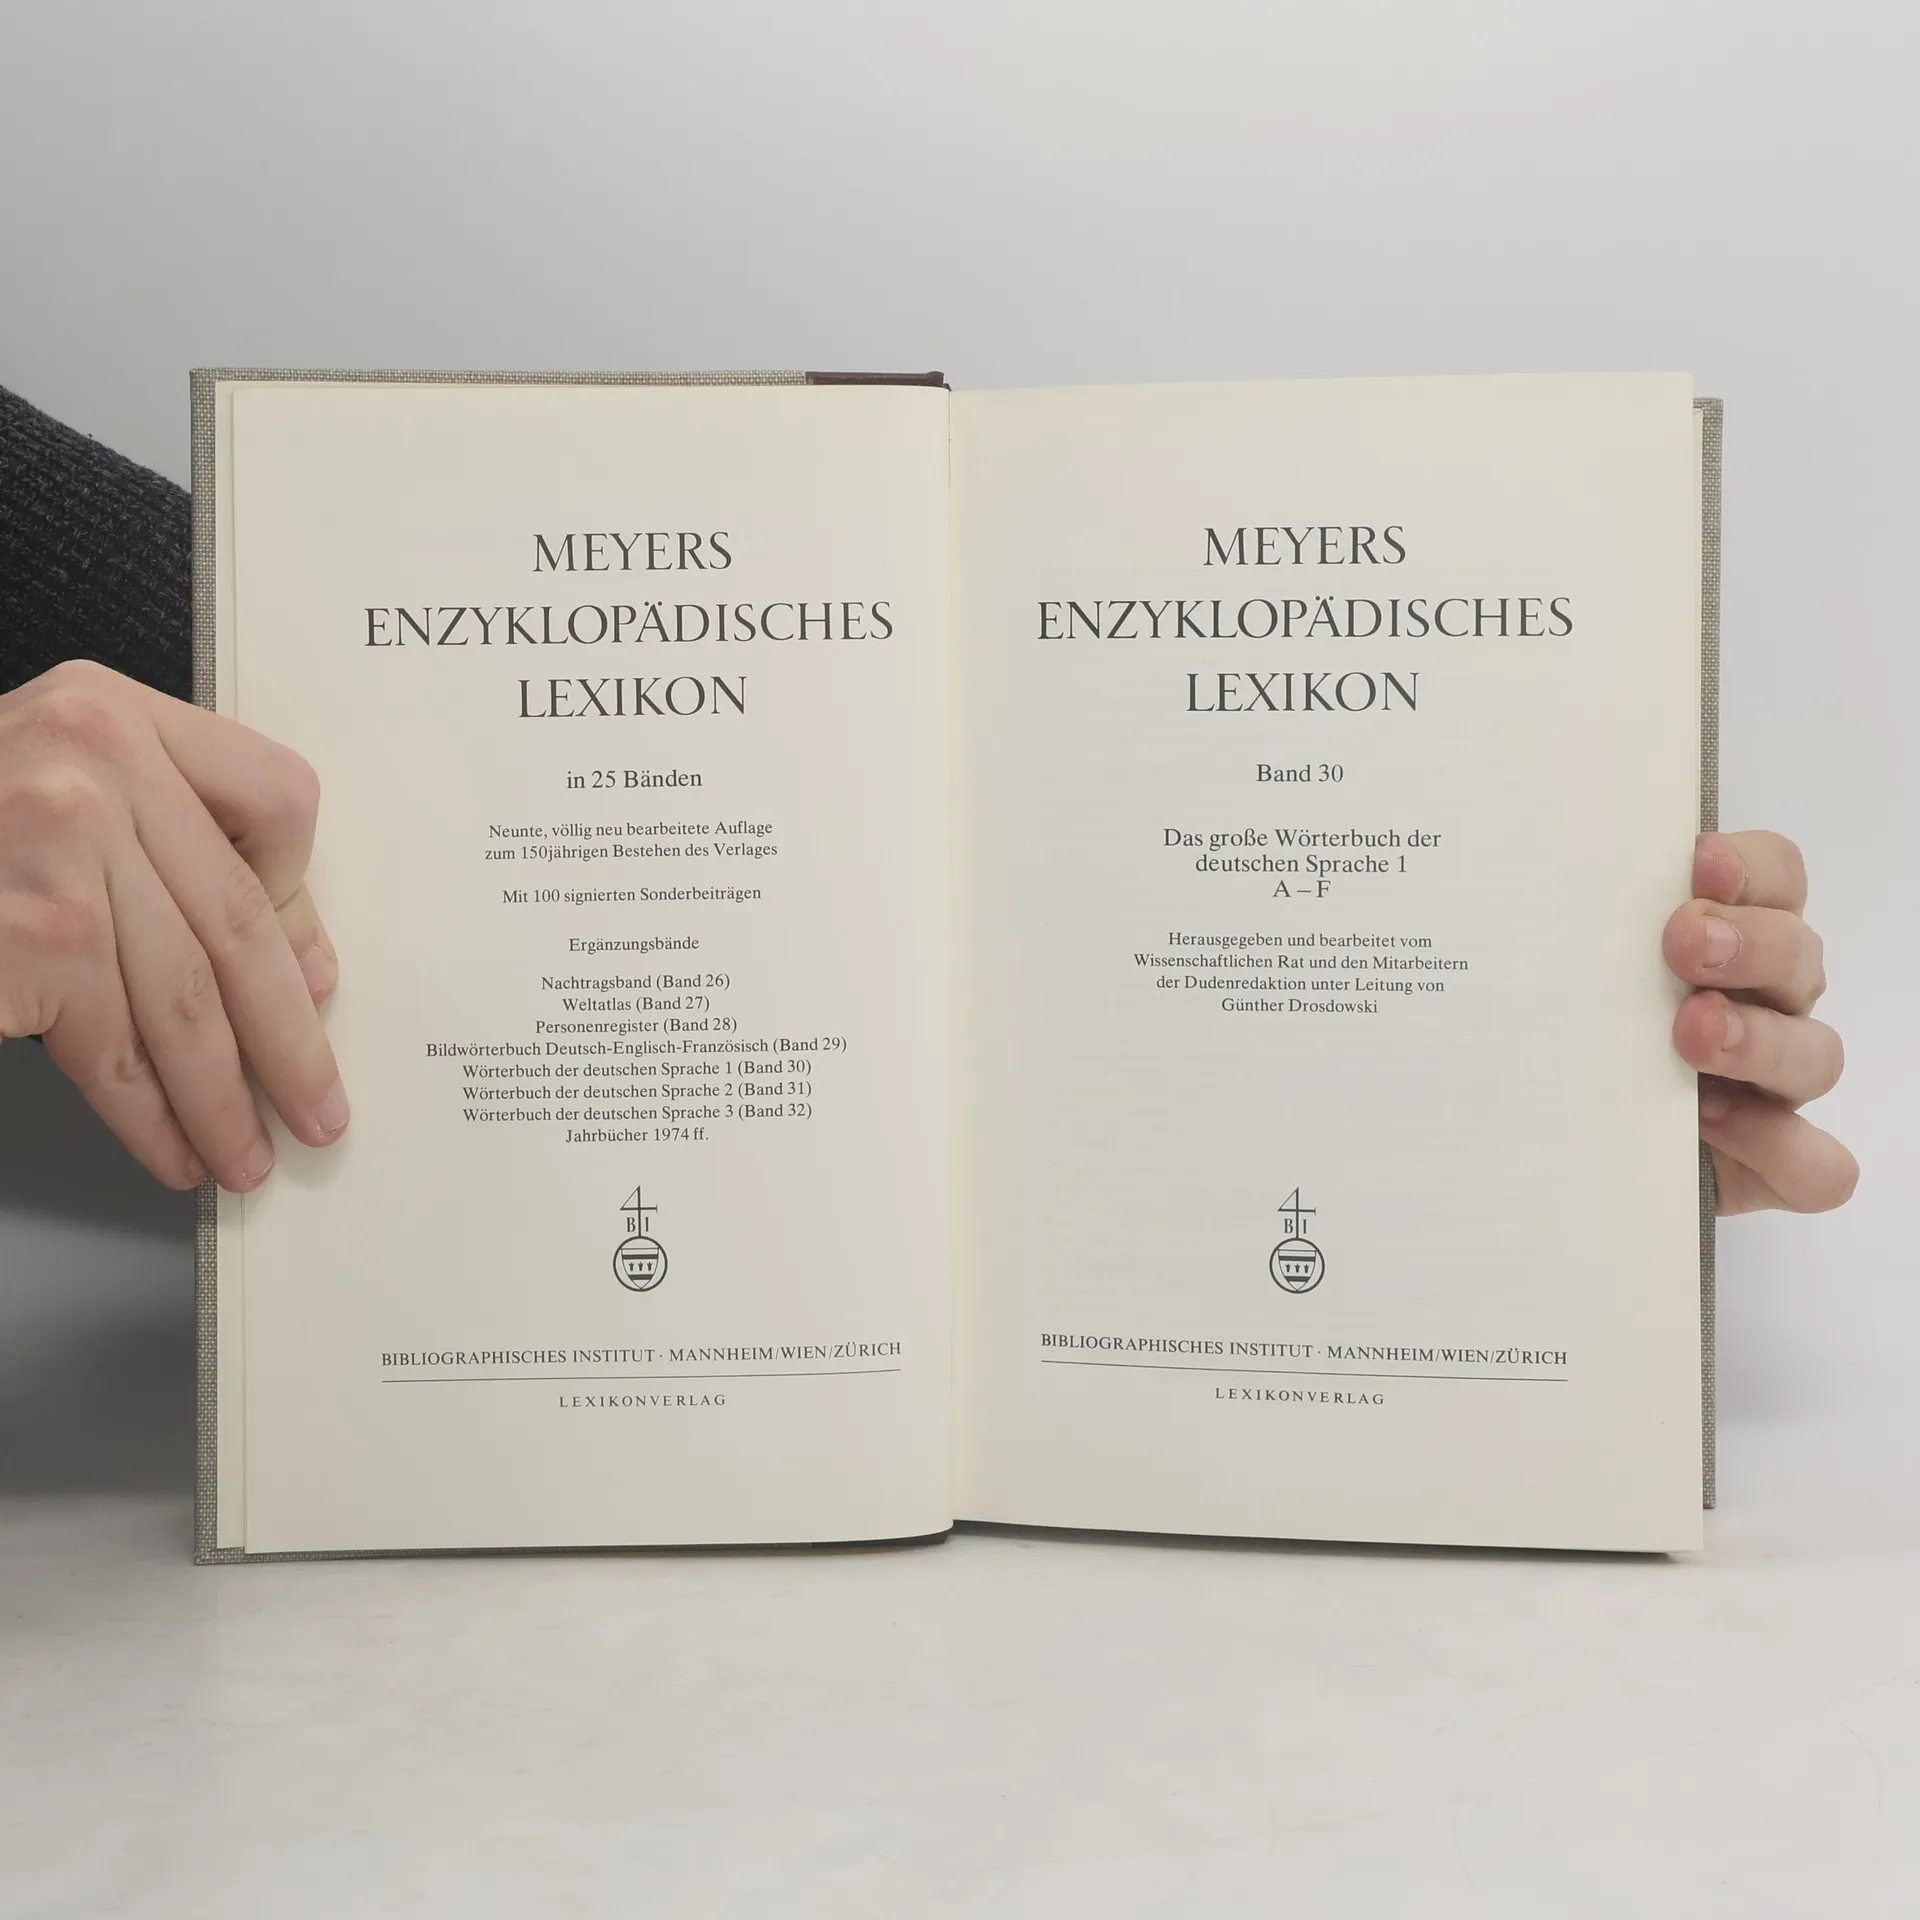 MEYERS
ENZYKLOPÄDISCHES
LEXIKON
in 25 Bänden
Neunte, völlig neu bearbeitete Auflage
zum 150jährigen Bestehen des Verlages
Mit 100 signierten Sonderbeiträgen
Ergänzungsbände
Nachtragsband (Band 26)
Weltatlas (Band 27)
Personenregister (Band 28)
Bildwörterbuch Deutsch-Englisch-Französisch (Band 29)
Wörterbuch der deutschen Sprache 1 (Band 30)
Wörterbuch der deutschen Sprache 2 (Band 31)
Wörterbuch der deutschen Sprache 3 (Band 32)
Jahrbücher 1974 ff.
B I
BIBLIOGRAPHISCHES INSTITUT · MANNHEIM/WIEN/ZÜRICH
LEXIKONVERLAG
MEYERS
ENZYKLOPÄDISCHES
LEXIKON
Band 30
Das große Wörterbuch der
deutschen Sprache 1
A – F
Herausgegeben und bearbeitet vom
Wissenschaftlichen Rat und den Mitarbeitern
der Dudenredaktion unter Leitung von
Günther Drosdowski
B I
BIBLIOGRAPHISCHES INSTITUT · MANNHEIM/WIEN/ZÜRICH
LEXIKONVERLAG